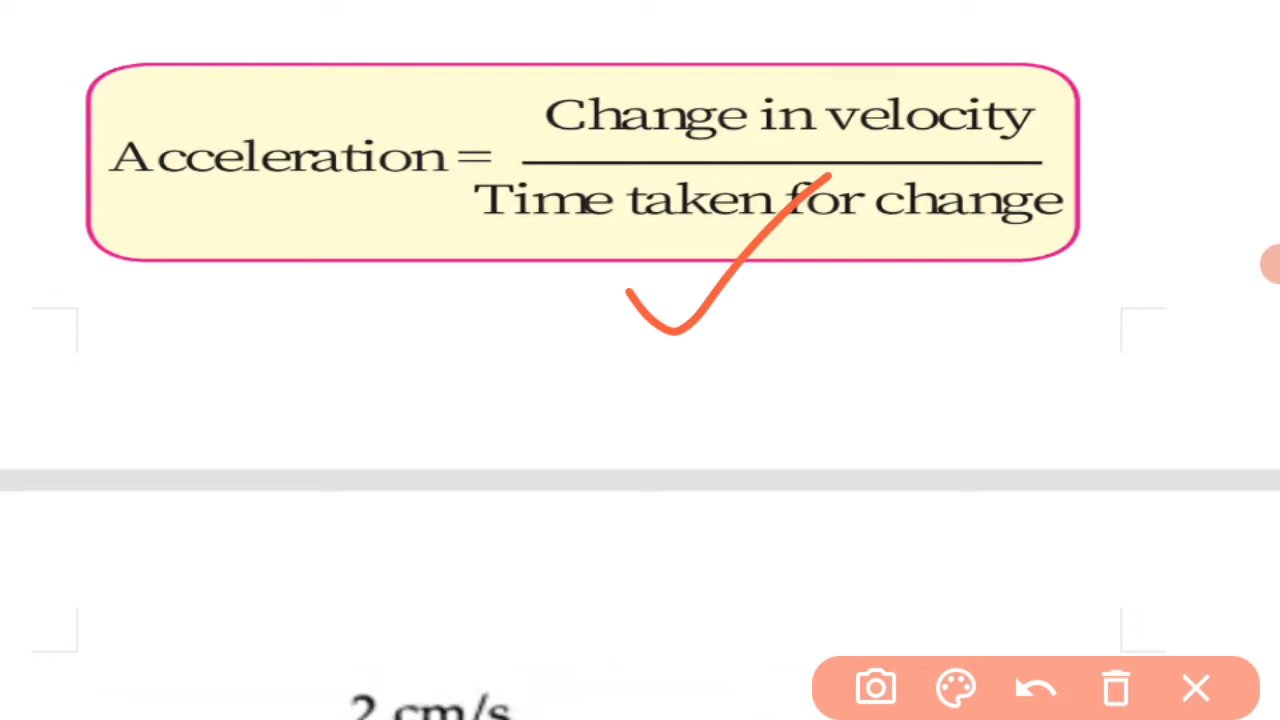 Change in velocity
Acceleration =
Time taken for change
2 cm/s